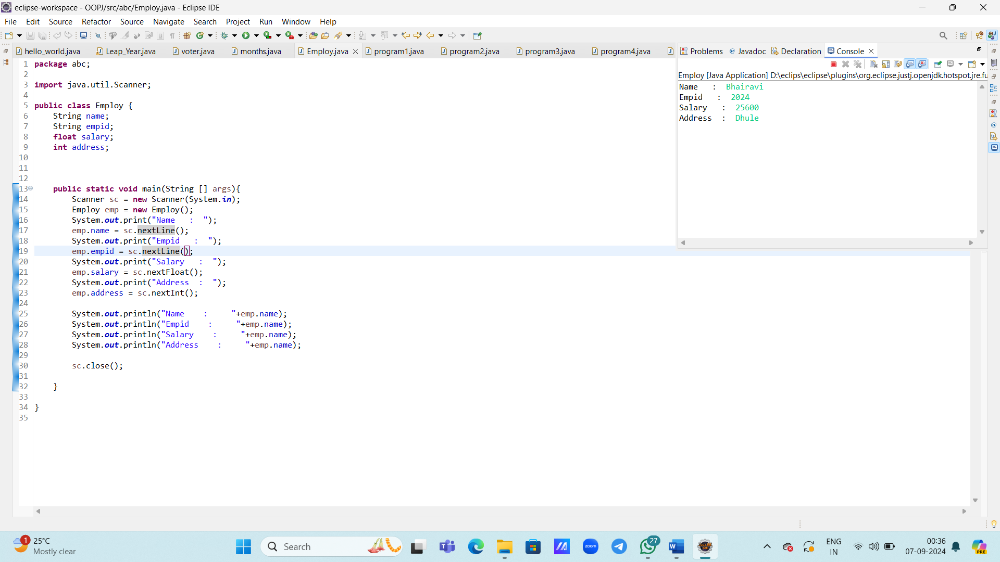 eclipse-workspace - OOPJ/src/abc/Employ.java - Eclipse IDE
File Edit Source Refactor Source Navigate Search Project Run Window Help
hello_world.java Leap_Year.java voter.java months.java Employ.java program1.java program2.java program3.java program4.java
Problems Javadoc Declaration Console
1 package abc;
2
3 import java.util.Scanner;
4
5 public class Employ {
6     String name;
7     String empid;
8     float salary;
9     int address;
10
11
12
13     public static void main(String [] args){
14         Scanner sc = new Scanner(System.in);
15         Employ emp = new Employ();
16         System.out.print("Name   :  ");
17         emp.name = sc.nextLine();
18         System.out.print("Empid   :  ");
19         emp.empid = sc.nextLine();
20         System.out.print("Salary   :  ");
21         emp.salary = sc.nextFloat();
22         System.out.print("Address  :  ");
23         emp.address = sc.nextInt();
24
25         System.out.println("Name    :     "+emp.name);
26         System.out.println("Empid    :     "+emp.name);
27         System.out.println("Salary    :     "+emp.name);
28         System.out.println("Address    :     "+emp.name);
29
30         sc.close();
31
32     }
33
34 }
35
Employ [Java Application] D:\eclips\eclipse\plugins\org.eclipse.justj.openjdk.hotspot.jre.fu
Name   :  Bhairavi
Empid   :  2024
Salary   :  25600
Address  :  Dhule
1
25°C
Mostly clear
Search
zoom
27
ENG
IN
00:36
07-09-2024
PRE